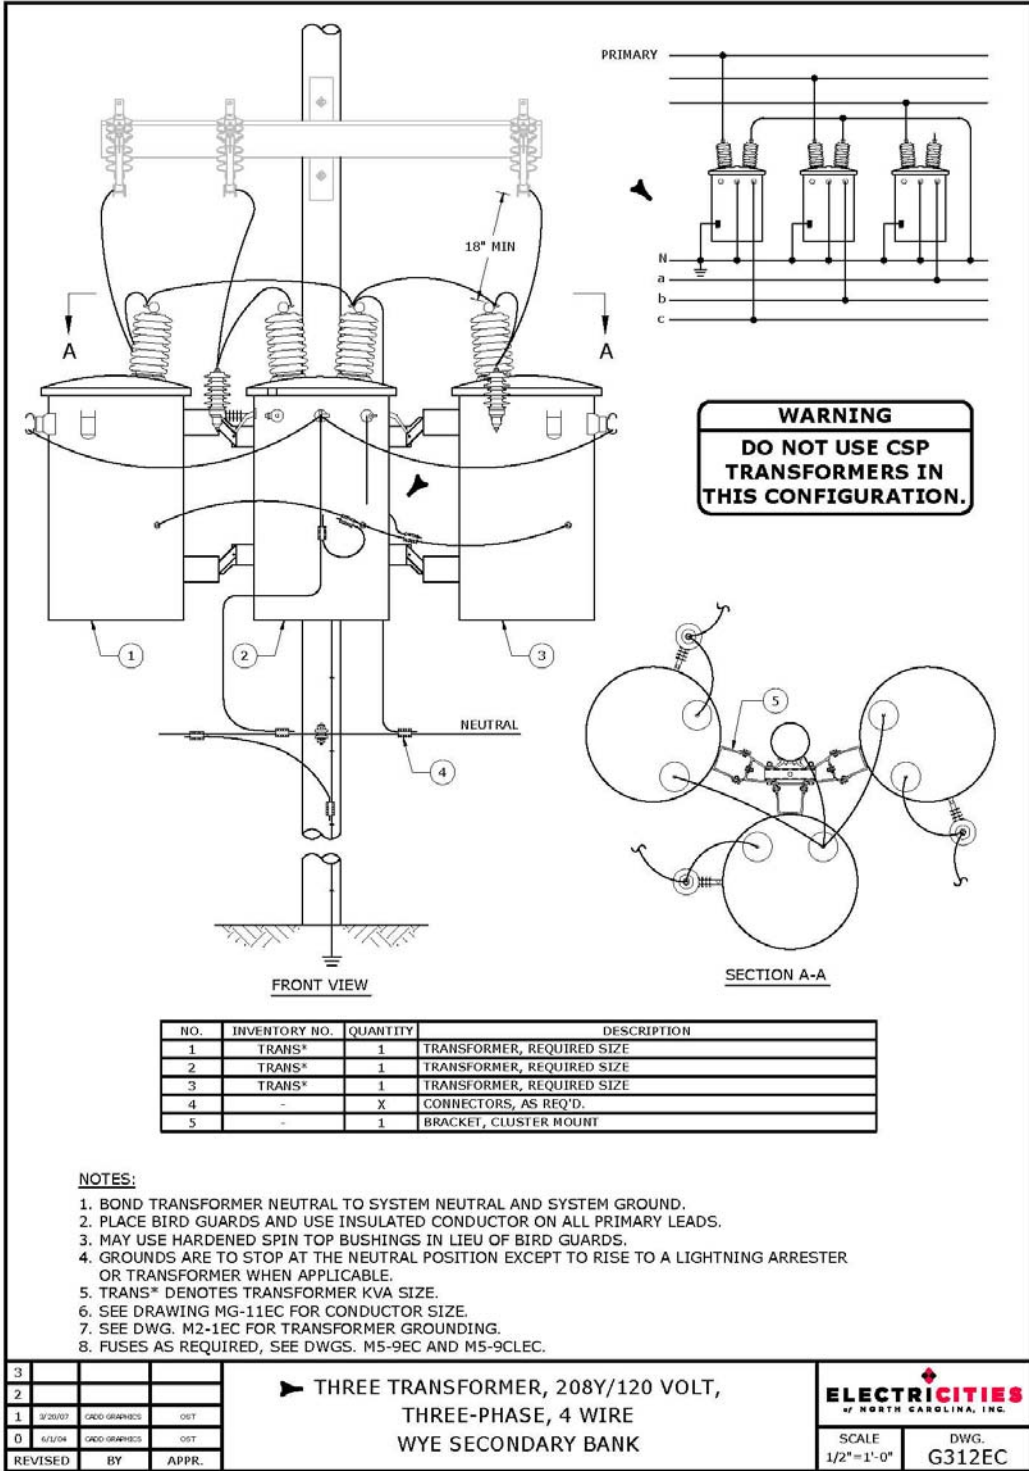 PRIMARY
18" MIN
N
a
b
c
A
A
WARNING
DO NOT USE CSP
TRANSFORMERS IN
THIS CONFIGURATION.
1
2
3
5
NEUTRAL
4
FRONT VIEW
SECTION A-A
NO. INVENTORY NO. QUANTITY DESCRIPTION
1 TRANS* 1 TRANSFORMER, REQUIRED SIZE
2 TRANS* 1 TRANSFORMER, REQUIRED SIZE
3 TRANS* 1 TRANSFORMER, REQUIRED SIZE
4 - X CONNECTORS, AS REQ'D.
5 - 1 BRACKET, CLUSTER MOUNT
NOTES:
1. BOND TRANSFORMER NEUTRAL TO SYSTEM NEUTRAL AND SYSTEM GROUND.
2. PLACE BIRD GUARDS AND USE INSULATED CONDUCTOR ON ALL PRIMARY LEADS.
3. MAY USE HARDENED SPIN TOP BUSHINGS IN LIEU OF BIRD GUARDS.
4. GROUNDS ARE TO STOP AT THE NEUTRAL POSITION EXCEPT TO RISE TO A LIGHTNING ARRESTER
OR TRANSFORMER WHEN APPLICABLE.
5. TRANS* DENOTES TRANSFORMER KVA SIZE.
6. SEE DRAWING MG-11EC FOR CONDUCTOR SIZE.
7. SEE DWG. M2-1EC FOR TRANSFORMER GROUNDING.
8. FUSES AS REQUIRED, SEE DWGS. M5-9EC AND M5-9CLEC.
3
2
1 3/20/07 CADD GRAPHICS OST
0 6/1/04 CADD GRAPHICS OST
REVISED BY APPR.
THREE TRANSFORMER, 208Y/120 VOLT,
THREE-PHASE, 4 WIRE
WYE SECONDARY BANK
ELECTRICITIES
of NORTH CAROLINA, INC.
SCALE
1/2"=1'-0"
DWG.
G312EC